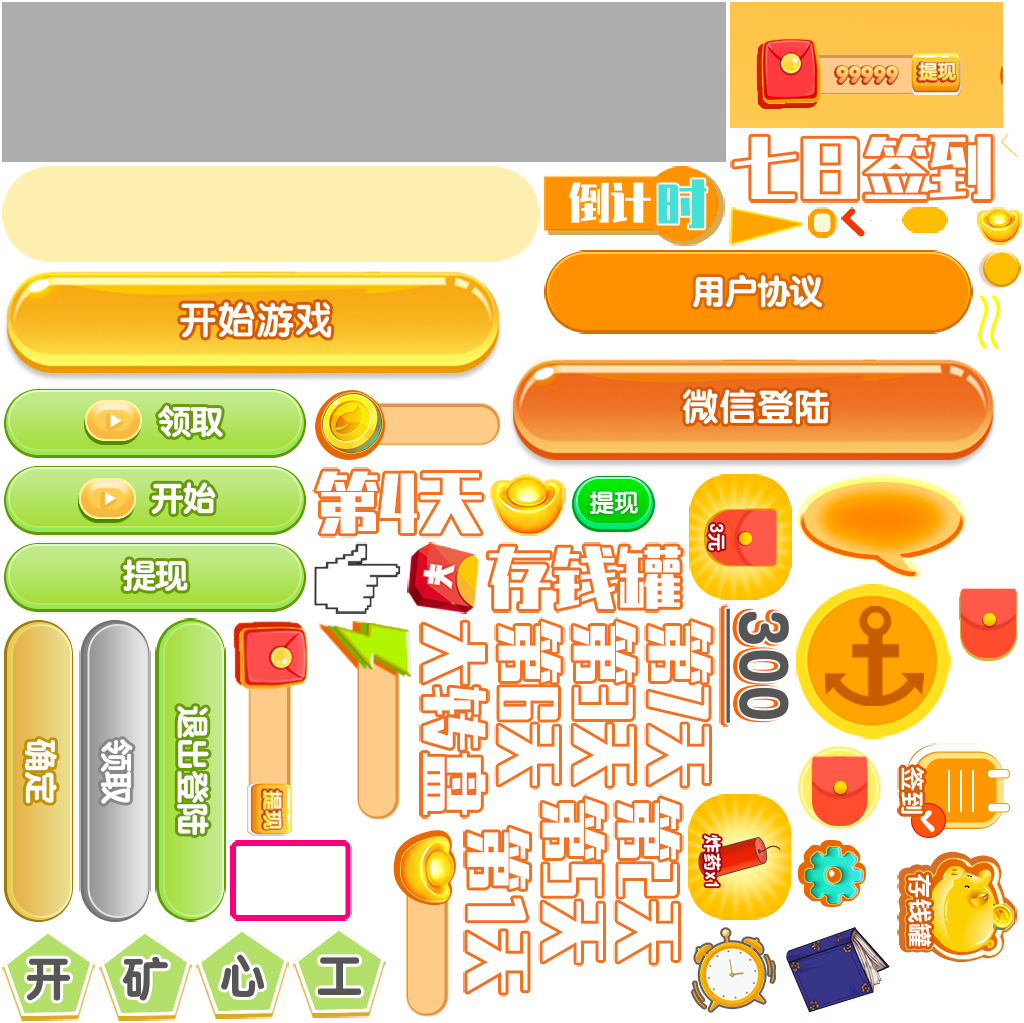 99999
提现
七日签到
倒计时
开始游戏
用户协议
领取
微信登陆
开始
第4天
提现
3元
提现
存钱罐
大
确定
领取
退出登陆
提现
大转盘
第6天
第3天
第7天
300
签到
第1天
第5天
第2天
炸药x1
存钱罐
开
矿
心
工